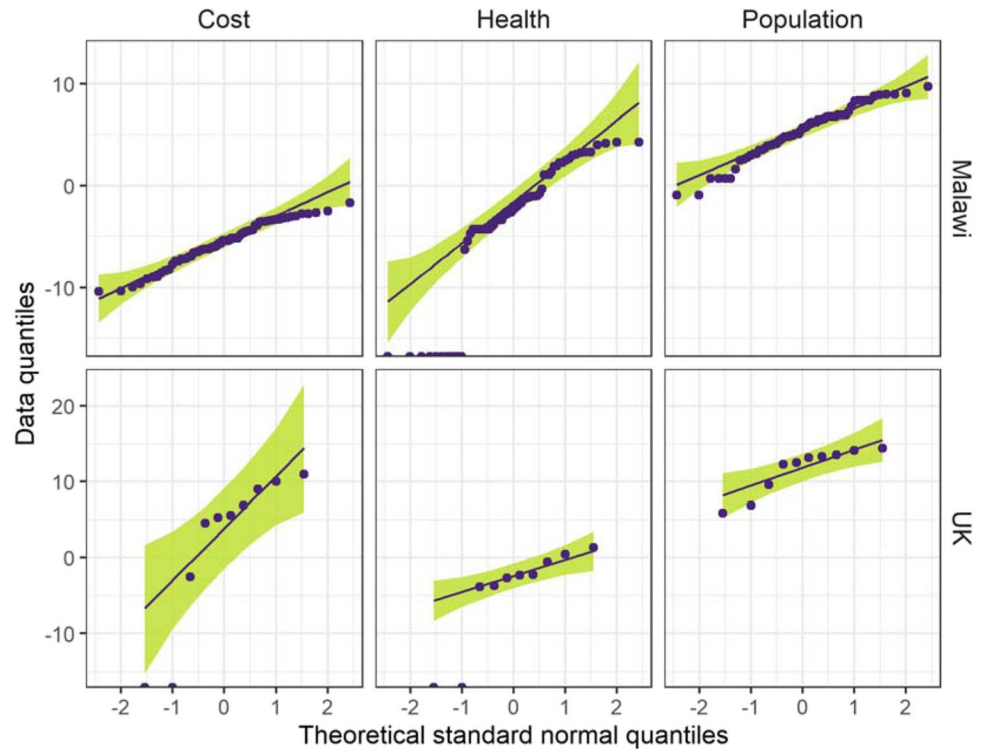 Cost Health Population
10
0
-10
Malawi
Data quantiles
20
10
0
-10
UK
-2 -1 0 1 2 -2 -1 0 1 2 -2 -1 0 1 2
Theoretical standard normal quantiles